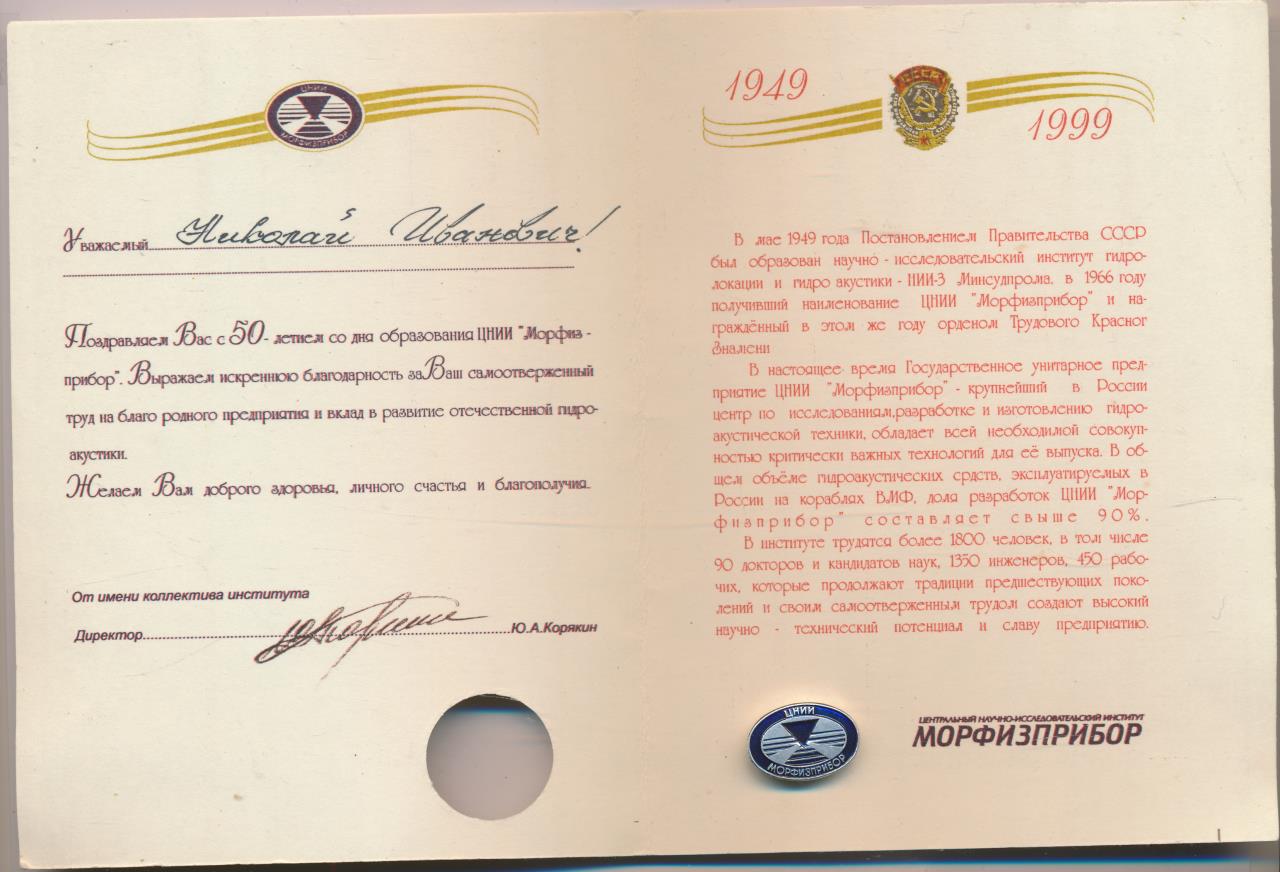 ЦНИИ
МОРФИЗПРИБОР
Уважаемый Николай Иванович!
Поздравляем Вас с 50- летием со дня образования ЦНИИ "Морфиз -
прибор". Выражаем искреннюю благодарность за Ваш самоотверженный
труд на благо родного предприятия и вклад в развитие отечественной гидро-
акустики.
Желаем Вам доброго здоровья, личного счастья и благополучия.
От имени коллектива института
Директор Ю.А.Корякин
1949
СССР
1999
В мае 1949 года Постановлением Правительства СССР
был образован научно - исследовательский институт гидро-
локации и гидро акустики - НИИ-3 Минсудпрома, в 1966 году
получивший наименование ЦНИИ "Морфизприбор" и на-
граждённый в этом же году орденом Трудового Красног
Знамени
В настоящее время Государственное унитарное пред-
приятие ЦНИИ "Морфизприбор" - крупнейший в России
центр по исследованиям,разработке и изготовлению гидро-
акустической техники, обладает всей необходимой совокуп-
ностью критически важных технологий для её выпуска. В об-
щем объёме гидроакустических срдств, эксплуатируемых в
России на кораблях ВМФ, доля разработок ЦНИИ "Мор-
физприбор" составляет свыше 90%.
В институте трудятся более 1800 человек, в том числе
90 докторов и кандидатов наук, 1350 инженеров, 450 рабо-
чих, которые продолжают традиции предшествующих поко-
лений и своим самоотверженным трудом создают высокий
научно - технический потенциал и славу предприятию.
ЦНИИ
МОРФИЗПРИБОР
ЦЕНТРАЛЬНЫЙ НАУЧНО-ИССЛЕДОВАТЕЛЬСКИЙ ИНСТИТУТ
МОРФИЗПРИБОР